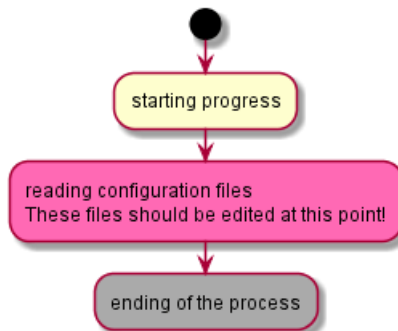 starting progress
reading configuration files
These files should be edited at this point!
ending of the process